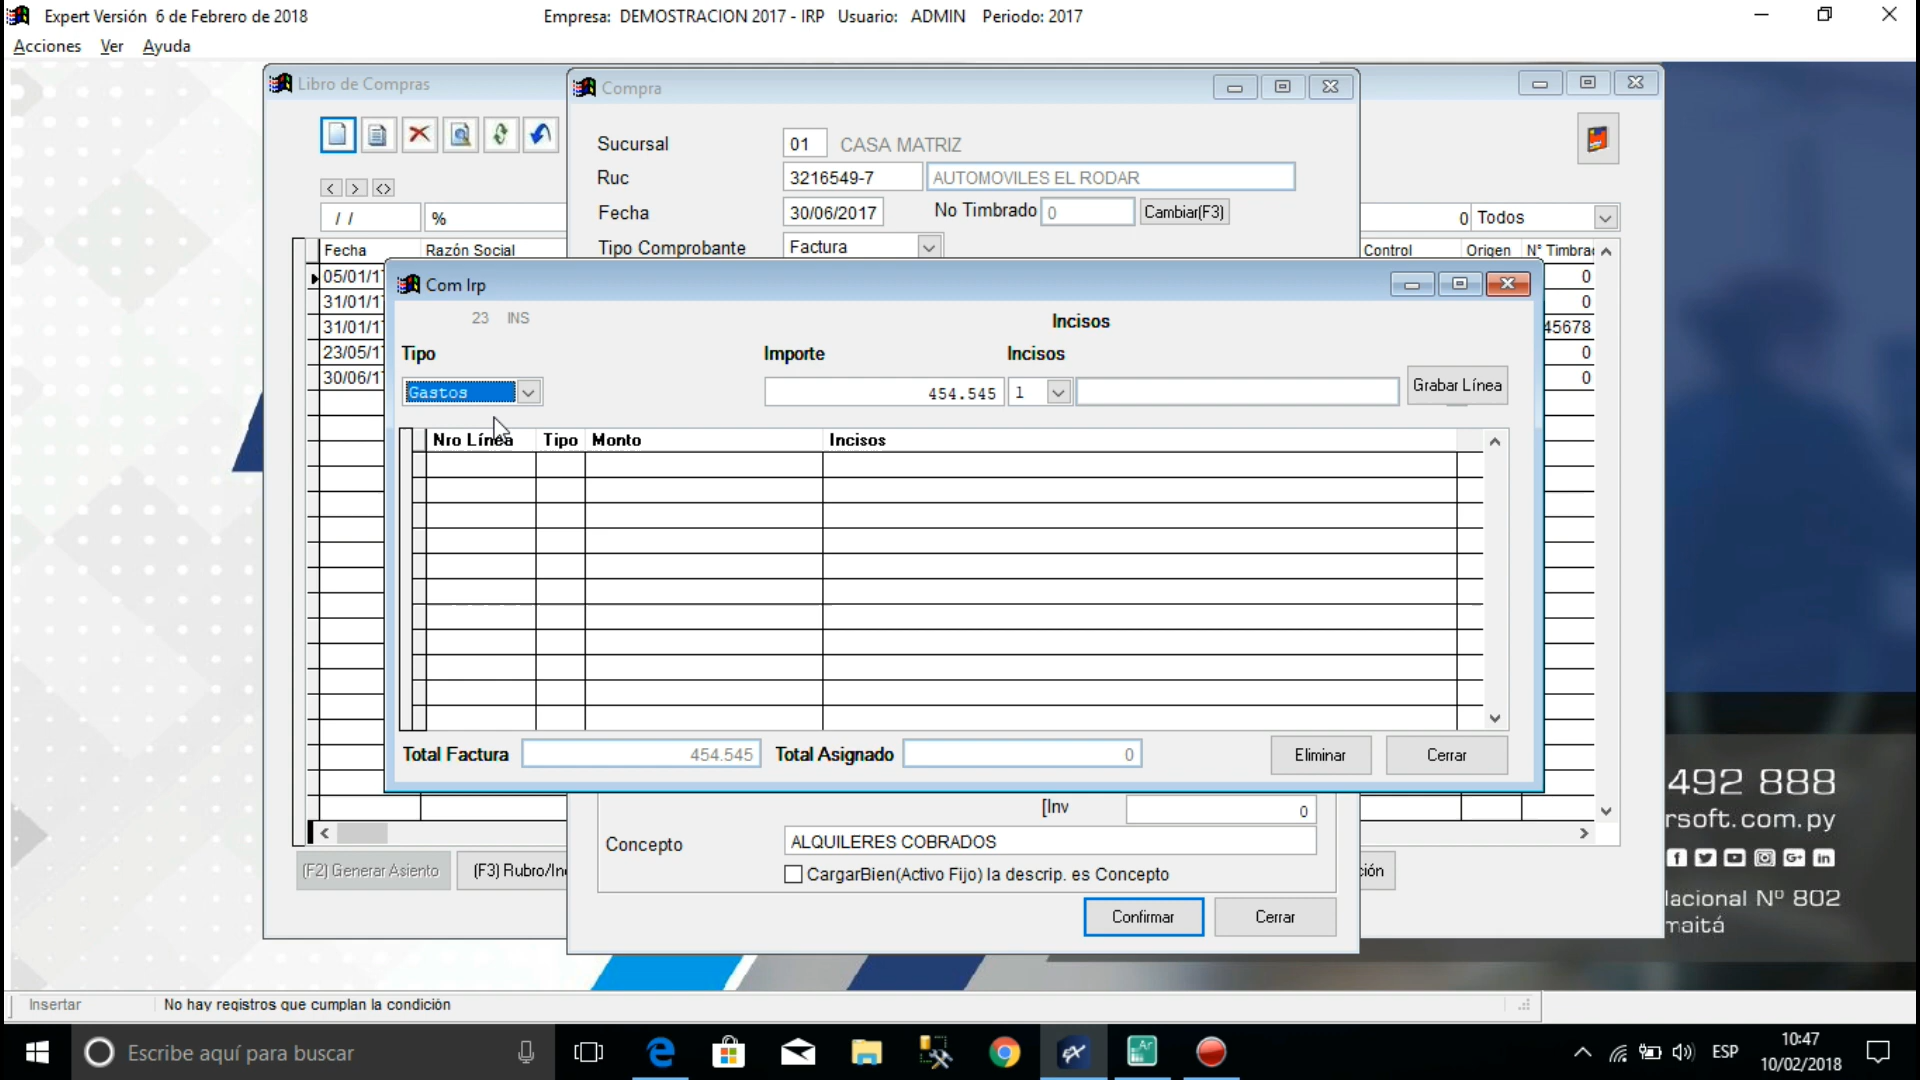 Expert Versión 6 de Febrero de 2018 Empresa: DEMOSTRACION 2017 - IRP Usuario: ADMIN Periodo: 2017
Acciones Ver Ayuda
Libro de Compras
Compra
Sucursal 01 CASA MATRIZ
Ruc 3216549-7 AUTOMOVILES EL RODAR
Fecha 30/06/2017 No Timbrado 0 Cambiar(F3)
Tipo Comprobante Factura
< > <>
/ / % 0 Todos
Fecha Razón Social Control Origen N° Timbra
05/01/1 0
31/01/1 0
31/01/1 45678
23/05/1 0
30/06/1 0
Com Irp
23 INS Incisos
Tipo Importe Incisos
Gastos 454.545 1 Grabar Línea
Nro Línea Tipo Monto Incisos
Total Factura 454.545 Total Asignado 0 Eliminar Cerrar
[Inv 0
Concepto ALQUILERES COBRADOS
CargarBien(Activo Fijo) la descrip. es Concepto
(F2) Generar Asiento (F3) Rubro/In ión
Confirmar Cerrar
492 888
rsoft.com.py
lacional Nº 802
maitá
Insertar No hay registros que cumplan la condición
Escribe aquí para buscar
ESP 10:47
10/02/2018